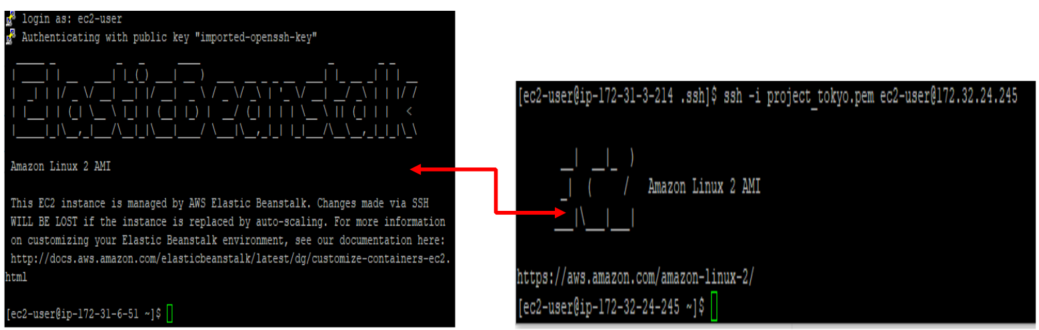 login as: ec2-user
Authenticating with public key "imported-openssh-key"
ElasticBeanstalk
Amazon Linux 2 AMI
This EC2 instance is managed by AWS Elastic Beanstalk. Changes made via SSH
WILL BE LOST if the instance is replaced by auto-scaling. For more information
on customizing your Elastic Beanstalk environment, see our documentation here:
http://docs.aws.amazon.com/elasticbeanstalk/latest/dg/customize-containers-ec2.
html
[ec2-user@ip-172-31-6-51 ~]$
[ec2-user@ip-172-31-3-214 .ssh]$ ssh -i project_tokyo.pem ec2-user@172.32.24.245
Amazon Linux 2 AMI
https://aws.amazon.com/amazon-linux-2/
[ec2-user@ip-172-32-24-245 ~]$